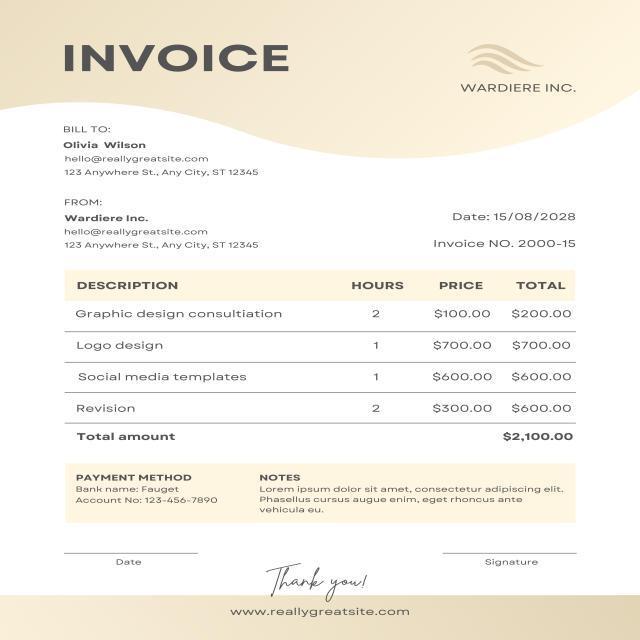 INVOICE
WARDIERE INC.
BILL TO:
Olivia Wilson
hello@reallygreatsite.com
123 Anywhere St., Any City, ST 12345
FROM:
Wardiere Inc.
hello@reallygreatsite.com
123 Anywhere St., Any City, ST 12345
Date: 15/08/2028
Invoice NO. 2000-15
DESCRIPTION HOURS PRICE TOTAL
Graphic design consultiation 2 $100.00 $200.00
Logo design 1 $700.00 $700.00
Social media templates 1 $600.00 $600.00
Revision 2 $300.00 $600.00
Total amount $2,100.00
PAYMENT METHOD
Bank name: Fauget
Account No: 123-456-7890
NOTES
Lorem ipsum dolor sit amet, consectetur adipiscing elit.
Phasellus cursus augue enim, eget rhoncus ante
vehicula eu.
Date
Signature
Thank you!
www.reallygreatsite.com